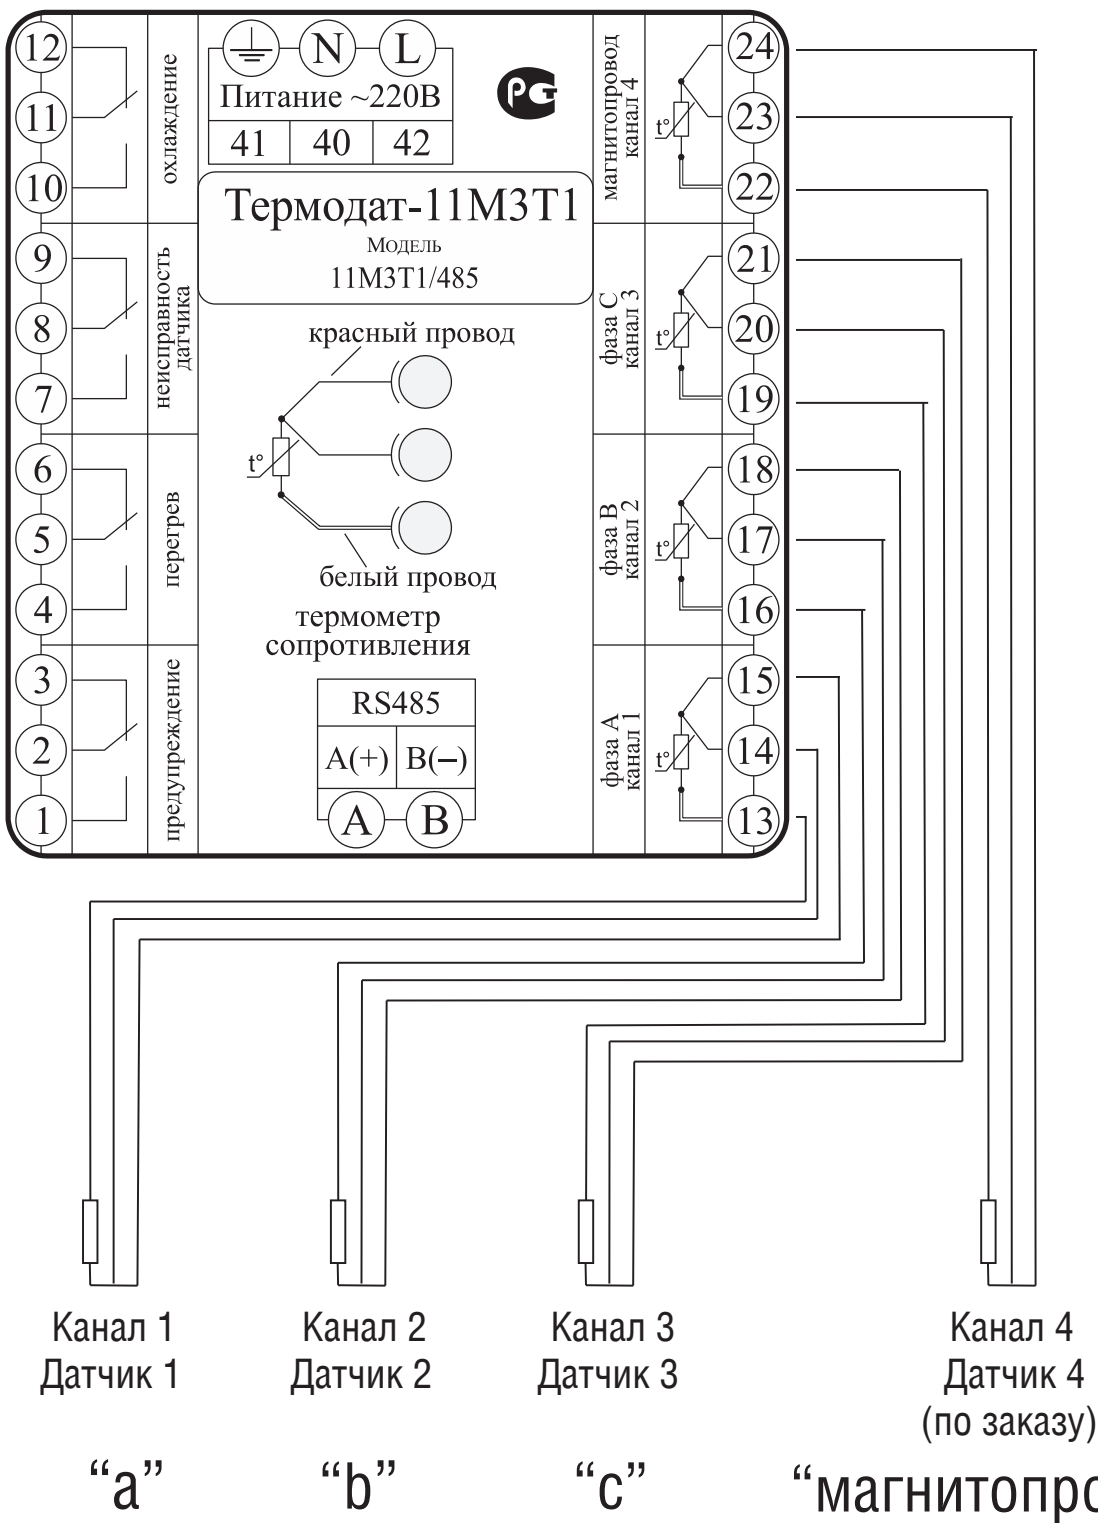 12
11
10
9
8
7
6
5
4
3
2
1
охлаждение
неисправность
датчика
перегрев
предупреждение
N L
Питание ~220В
41 40 42
РСТ
Термодат-11М3Т1
Модель
11М3Т1/485
красный провод
t°
белый провод
термометр
сопротивления
RS485
A(+) B(–)
A B
магнитопровод
канал 4
t°
фаза С
канал 3
t°
фаза В
канал 2
t°
фаза А
канал 1
t°
24
23
22
21
20
19
18
17
16
15
14
13
Канал 1
Датчик 1
“a”
Канал 2
Датчик 2
“b”
Канал 3
Датчик 3
“c”
Канал 4
Датчик 4
(по заказу)
“магнитопро